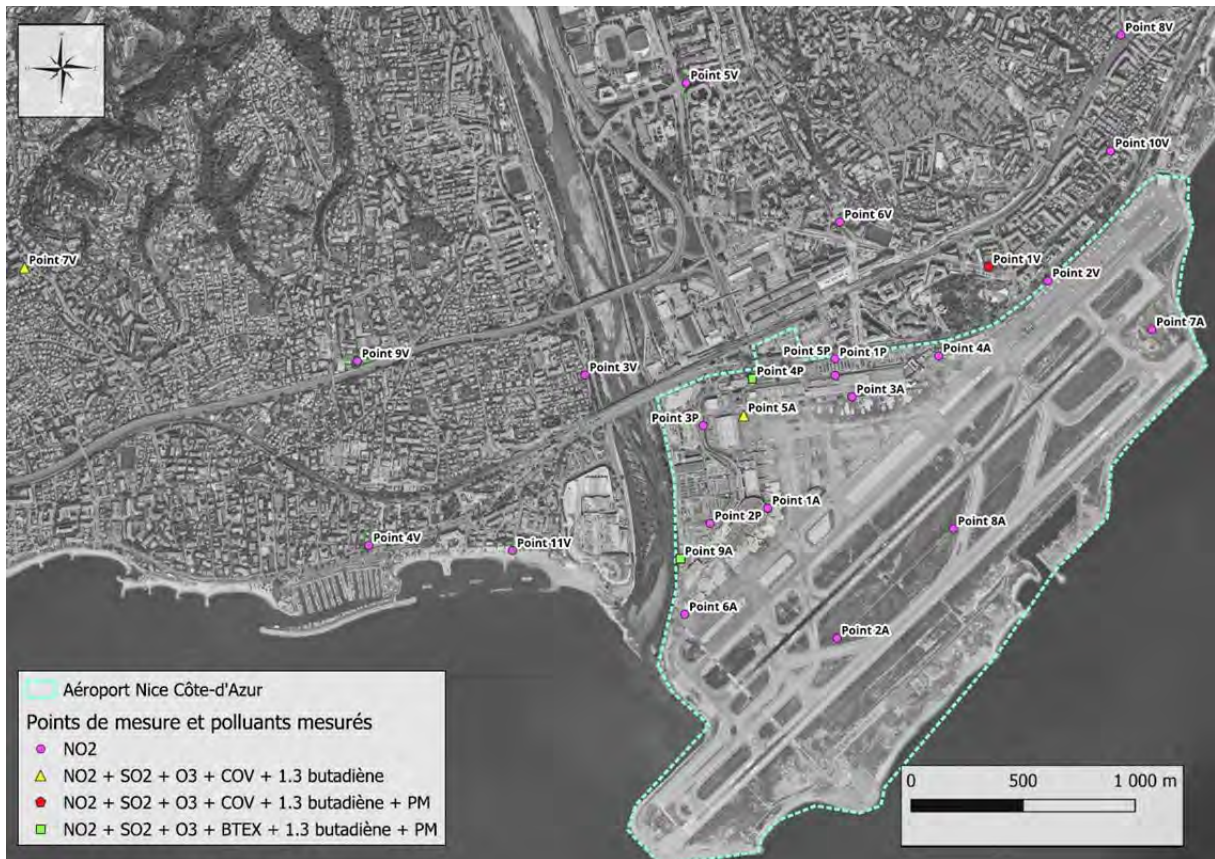 Point 8V
Point 5V
Point 10V
Point 6V
Point 7V
Point 1V
Point 2V
Point 7A
Point 9V
Point 3V
Point 5P
Point 1P
Point 4A
Point 4P
Point 3A
Point 5A
Point 3P
Point 1A
Point 2P
Point 8A
Point 4V
Point 11V
Point 9A
Point 6A
Point 2A
Aéroport Nice Côte-d'Azur
Points de mesure et polluants mesurés
NO2
NO2 + SO2 + O3 + COV + 1.3 butadiène
NO2 + SO2 + O3 + COV + 1.3 butadiène + PM
NO2 + SO2 + O3 + BTEX + 1.3 butadiène + PM
0 500 1 000 m